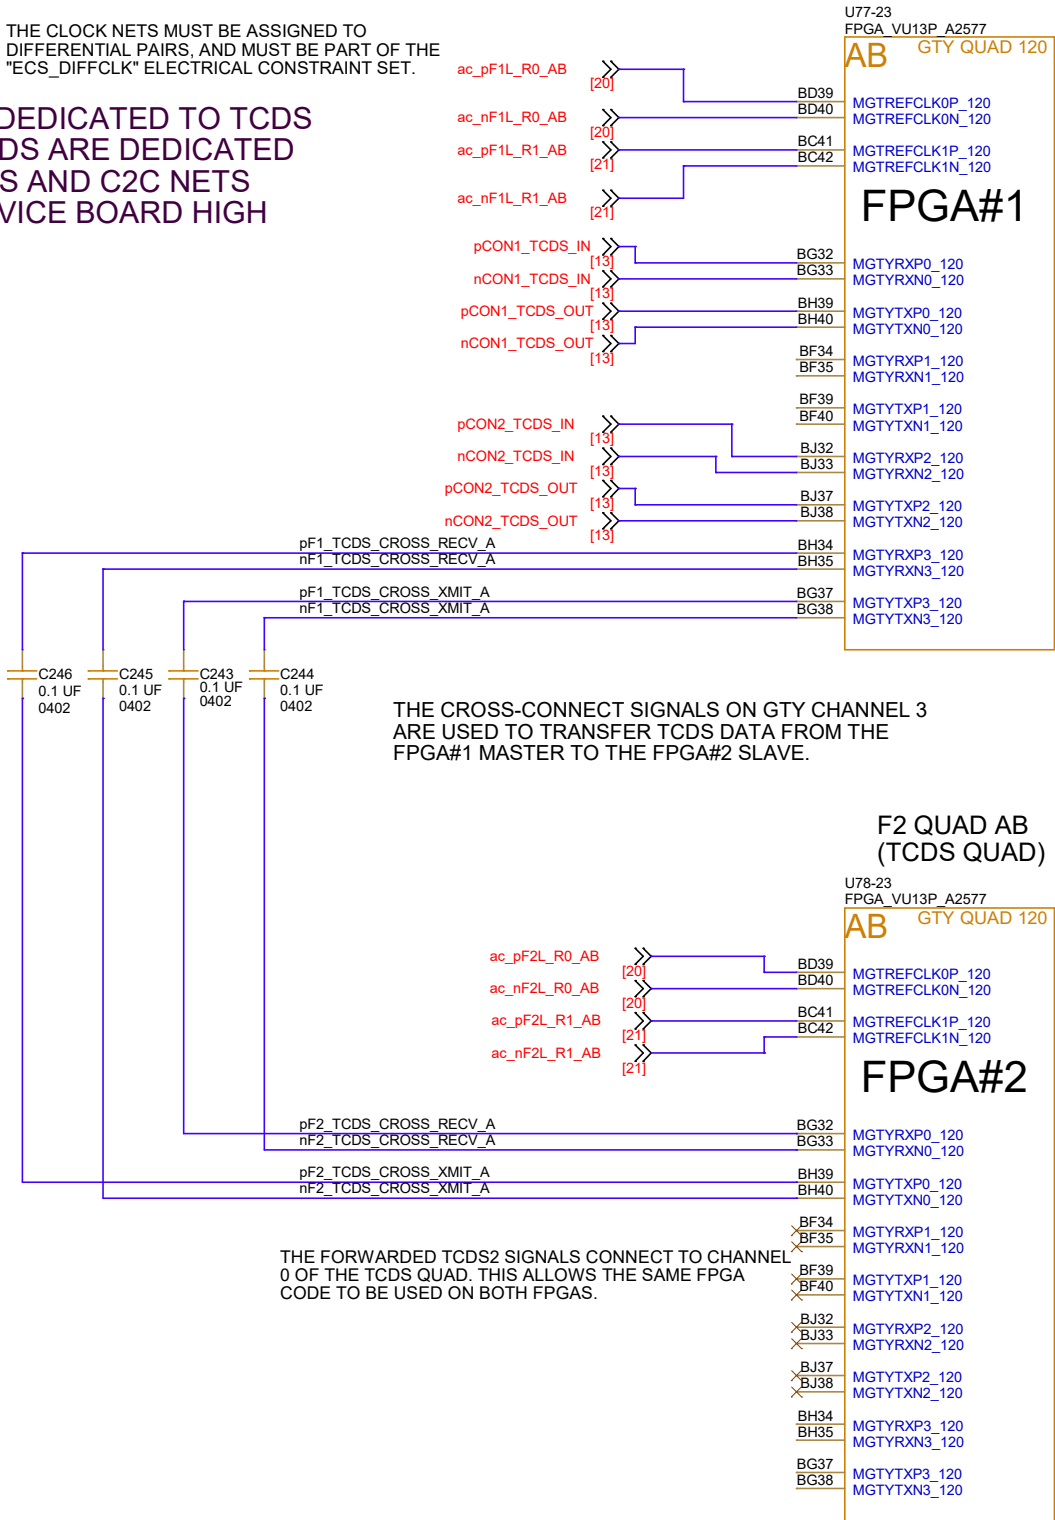 THE CLOCK NETS MUST BE ASSIGNED TO
DIFFERENTIAL PAIRS, AND MUST BE PART OF THE
"ECS_DIFFCLK" ELECTRICAL CONSTRAINT SET.
DEDICATED TO TCDS
DS ARE DEDICATED
S AND C2C NETS
VICE BOARD HIGH
U77-23
FPGA_VU13P_A2577
AB GTY QUAD 120
ac_pF1L_R0_AB [20] BD39 MGTREFCLK0P_120
ac_nF1L_R0_AB [20] BD40 MGTREFCLK0N_120
ac_pF1L_R1_AB [21] BC41 MGTREFCLK1P_120
ac_nF1L_R1_AB [21] BC42 MGTREFCLK1N_120
FPGA#1
pCON1_TCDS_IN [13] BG32 MGTYRXP0_120
nCON1_TCDS_IN [13] BG33 MGTYRXN0_120
pCON1_TCDS_OUT [13] BH39 MGTYTXP0_120
nCON1_TCDS_OUT [13] BH40 MGTYTXN0_120
BF34 MGTYRXP1_120
BF35 MGTYRXN1_120
BF39 MGTYTXP1_120
BF40 MGTYTXN1_120
pCON2_TCDS_IN [13] BJ32 MGTYRXP2_120
nCON2_TCDS_IN [13] BJ33 MGTYRXN2_120
pCON2_TCDS_OUT [13] BJ37 MGTYTXP2_120
nCON2_TCDS_OUT [13] BJ38 MGTYTXN2_120
pF1_TCDS_CROSS_RECV_A BH34 MGTYRXP3_120
nF1_TCDS_CROSS_RECV_A BH35 MGTYRXN3_120
pF1_TCDS_CROSS_XMIT_A BG37 MGTYTXP3_120
nF1_TCDS_CROSS_XMIT_A BG38 MGTYTXN3_120
C246 C245 C243 C244
0.1 UF 0.1 UF 0.1 UF 0.1 UF
0402 0402 0402 0402
THE CROSS-CONNECT SIGNALS ON GTY CHANNEL 3
ARE USED TO TRANSFER TCDS DATA FROM THE
FPGA#1 MASTER TO THE FPGA#2 SLAVE.
F2 QUAD AB
(TCDS QUAD)
U78-23
FPGA_VU13P_A2577
AB GTY QUAD 120
ac_pF2L_R0_AB [20] BD39 MGTREFCLK0P_120
ac_nF2L_R0_AB [20] BD40 MGTREFCLK0N_120
ac_pF2L_R1_AB [21] BC41 MGTREFCLK1P_120
ac_nF2L_R1_AB [21] BC42 MGTREFCLK1N_120
FPGA#2
pF2_TCDS_CROSS_RECV_A BG32 MGTYRXP0_120
nF2_TCDS_CROSS_RECV_A BG33 MGTYRXN0_120
pF2_TCDS_CROSS_XMIT_A BH39 MGTYTXP0_120
nF2_TCDS_CROSS_XMIT_A BH40 MGTYTXN0_120
BF34 MGTYRXP1_120
BF35 MGTYRXN1_120
THE FORWARDED TCDS2 SIGNALS CONNECT TO CHANNEL
0 OF THE TCDS QUAD. THIS ALLOWS THE SAME FPGA
CODE TO BE USED ON BOTH FPGAS.
BF39 MGTYTXP1_120
BF40 MGTYTXN1_120
BJ32 MGTYRXP2_120
BJ33 MGTYRXN2_120
BJ37 MGTYTXP2_120
BJ38 MGTYTXN2_120
BH34 MGTYRXP3_120
BH35 MGTYRXN3_120
BG37 MGTYTXP3_120
BG38 MGTYTXN3_120